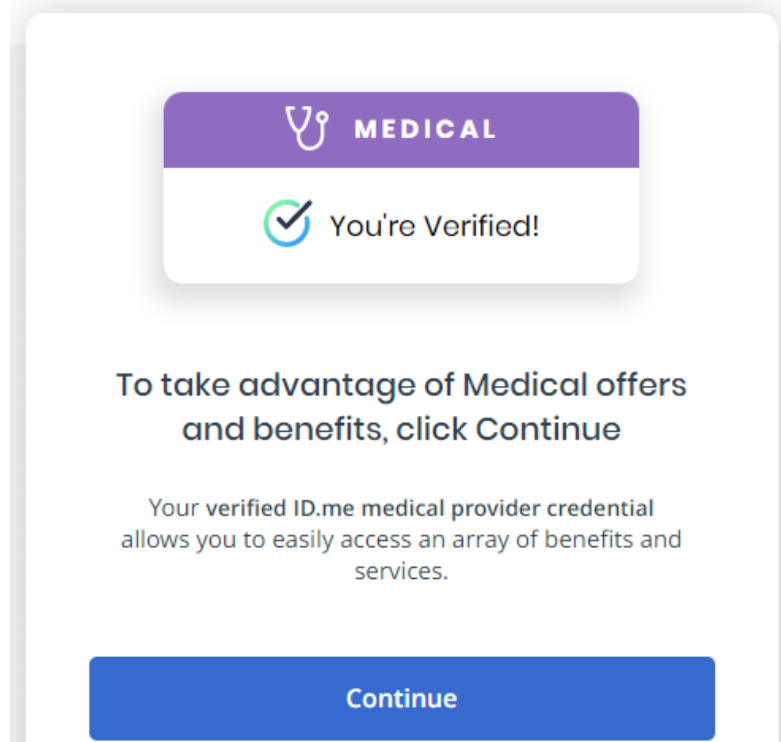 MEDICAL
You're Verified!
To take advantage of Medical offers
and benefits, click Continue
Your verified ID.me medical provider credential
allows you to easily access an array of benefits and
services.
Continue